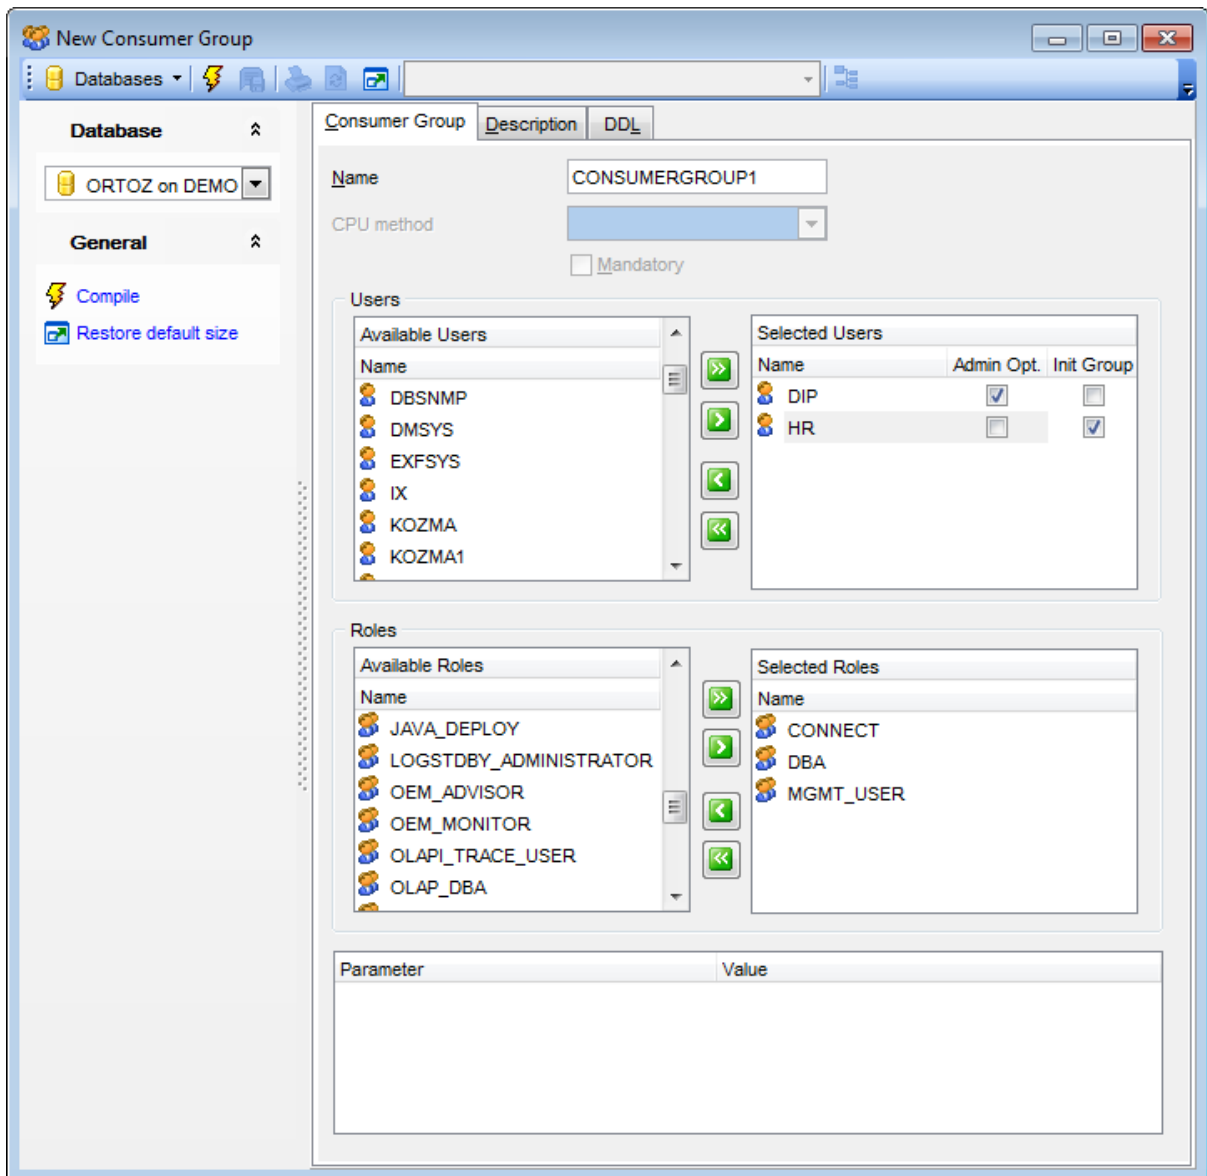 New Consumer Group
Databases
Database
ORTOZ on DEMO
General
Compile
Restore default size
Consumer Group
Description
DDL
Name
CONSUMERGROUP1
CPU method
Mandatory
Users
Available Users
Name
DBSNMP
DMSYS
EXFSYS
IX
KOZMA
KOZMA1
Selected Users
Name Admin Opt. Init Group
DIP
HR
Roles
Available Roles
Name
JAVA_DEPLOY
LOGSTDBY_ADMINISTRATOR
OEM_ADVISOR
OEM_MONITOR
OLAPI_TRACE_USER
OLAP_DBA
Selected Roles
Name
CONNECT
DBA
MGMT_USER
Parameter Value